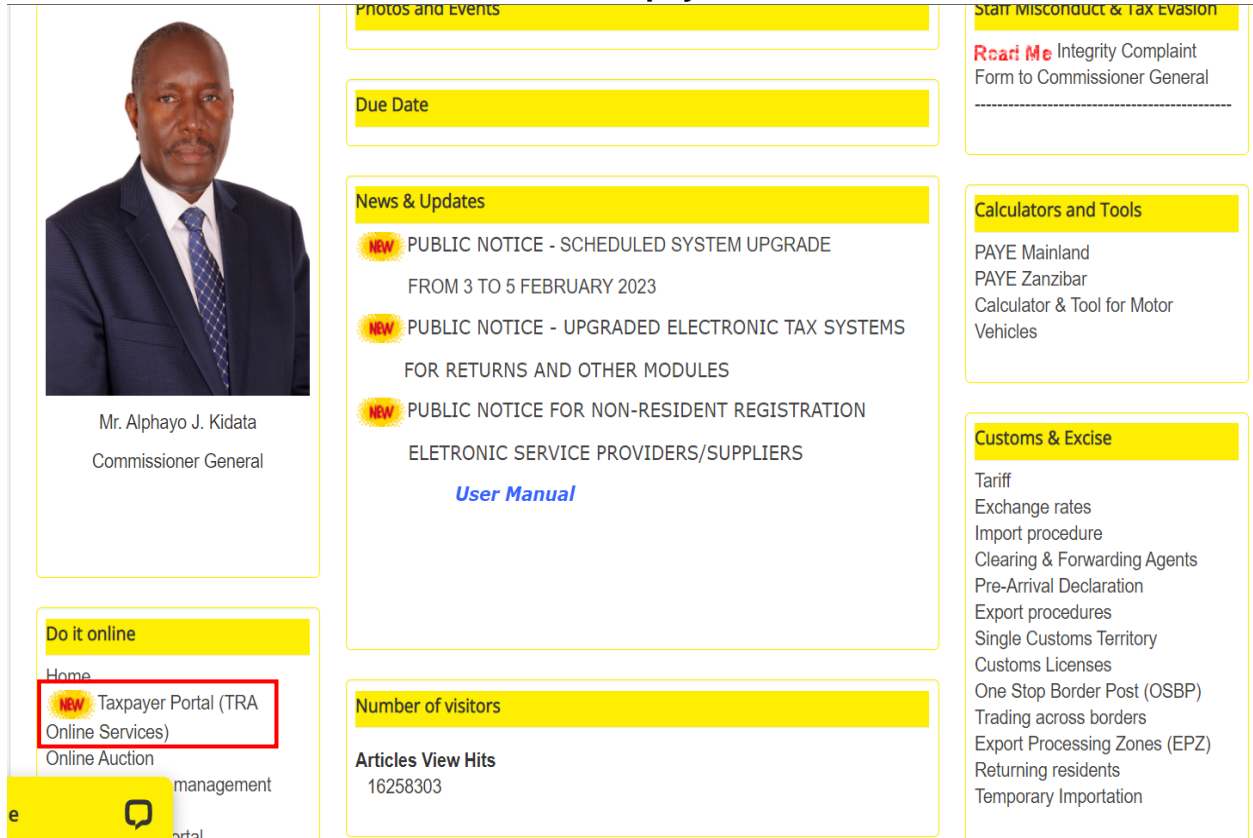 Mr. Alphayo J. Kidata
Commissioner General
Do it online
Home
NEW Taxpayer Portal (TRA
Online Services)
Online Auction
management
e
Photos and Events
Due Date
News & Updates
NEW PUBLIC NOTICE - SCHEDULED SYSTEM UPGRADE
FROM 3 TO 5 FEBRUARY 2023
NEW PUBLIC NOTICE - UPGRADED ELECTRONIC TAX SYSTEMS
FOR RETURNS AND OTHER MODULES
NEW PUBLIC NOTICE FOR NON-RESIDENT REGISTRATION
ELETRONIC SERVICE PROVIDERS/SUPPLIERS
User Manual
Number of visitors
Articles View Hits
16258303
Staff Misconduct & Tax Evasion
Read Me Integrity Complaint
Form to Commissioner General
-----------------------------------------------
Calculators and Tools
PAYE Mainland
PAYE Zanzibar
Calculator & Tool for Motor
Vehicles
Customs & Excise
Tariff
Exchange rates
Import procedure
Clearing & Forwarding Agents
Pre-Arrival Declaration
Export procedures
Single Customs Territory
Customs Licenses
One Stop Border Post (OSBP)
Trading across borders
Export Processing Zones (EPZ)
Returning residents
Temporary Importation